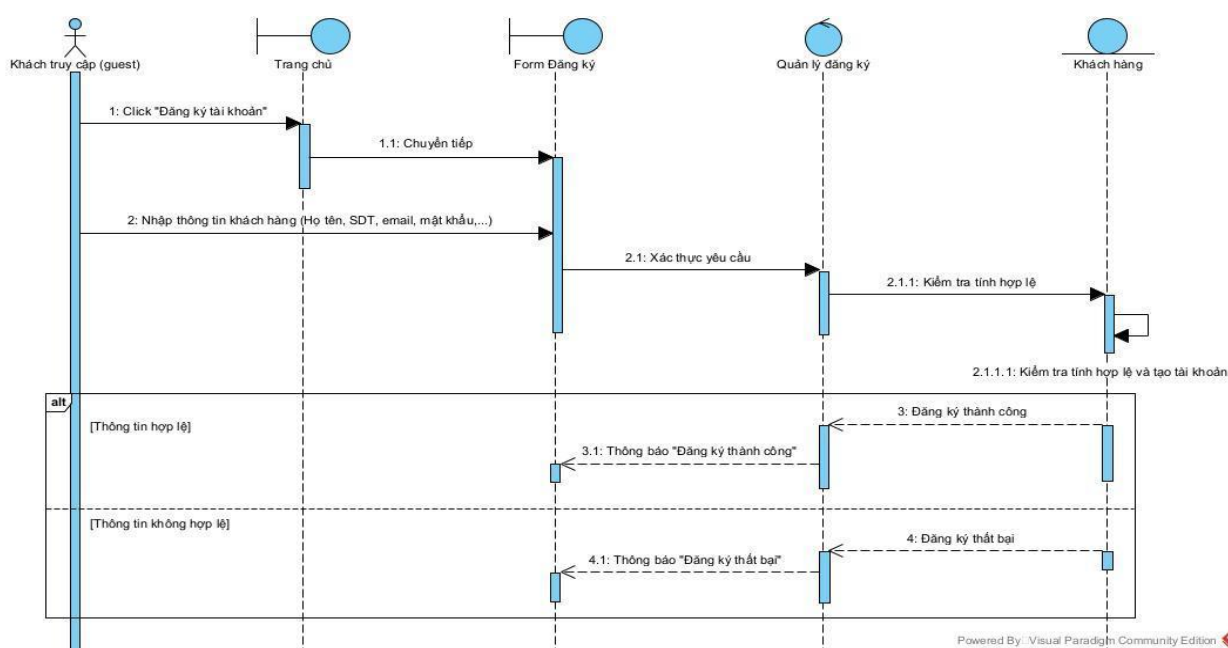 Khách truy cập (guest)
Trang chủ
Form Đăng ký
Quản lý đăng ký
Khách hàng
1: Click "Đăng ký tài khoản"
1.1: Chuyển tiếp
2: Nhập thông tin khách hàng (Họ tên, SDT, email, mật khẩu,...)
2.1: Xác thực yêu cầu
2.1.1: Kiểm tra tính hợp lệ
2.1.1.1: Kiểm tra tính hợp lệ và tạo tài khoản
alt
[Thông tin hợp lệ]
3: Đăng ký thành công
3.1: Thông báo "Đăng ký thành công"
[Thông tin không hợp lệ]
4: Đăng ký thất bại
4.1: Thông báo "Đăng ký thất bại"
Powered By Visual Paradigm Community Edition